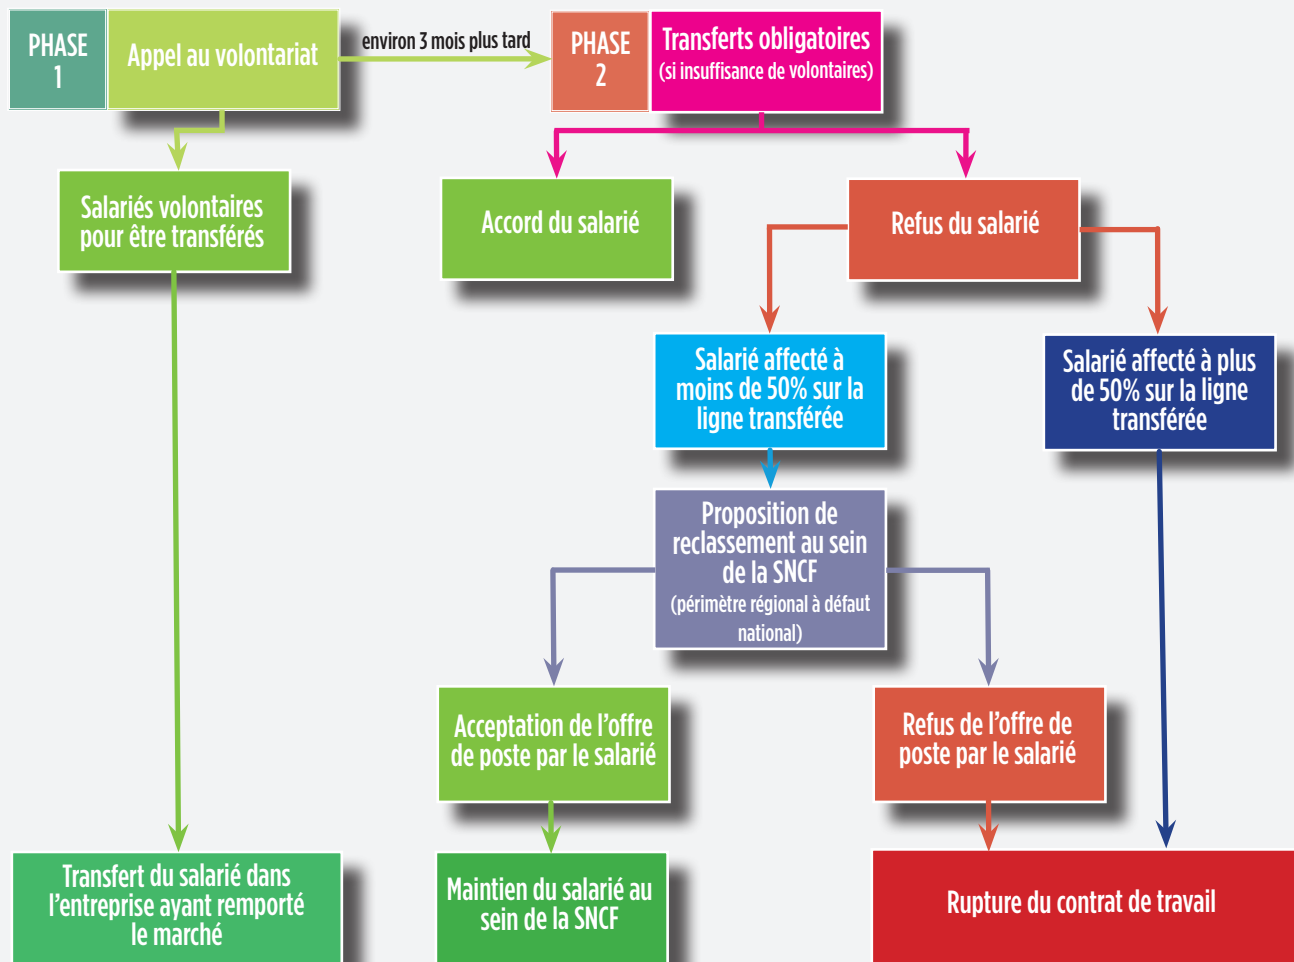 PHASE
1
Appel au volontariat
environ 3 mois plus tard
PHASE
2
Transferts obligatoires
(si insuffisance de volontaires)
Salariés volontaires
pour être transférés
Accord du salarié
Refus du salarié
Salarié affecté à
moins de 50% sur la
ligne transférée
Salarié affecté à plus
de 50% sur la ligne
transférée
Proposition de
reclassement au sein
de la SNCF
(périmètre régional à défaut
national)
Acceptation de l'offre
de poste par le salarié
Refus de l'offre de
poste par le salarié
Transfert du salarié dans
l'entreprise ayant remporté
le marché
Maintien du salarié au
sein de la SNCF
Rupture du contrat de travail